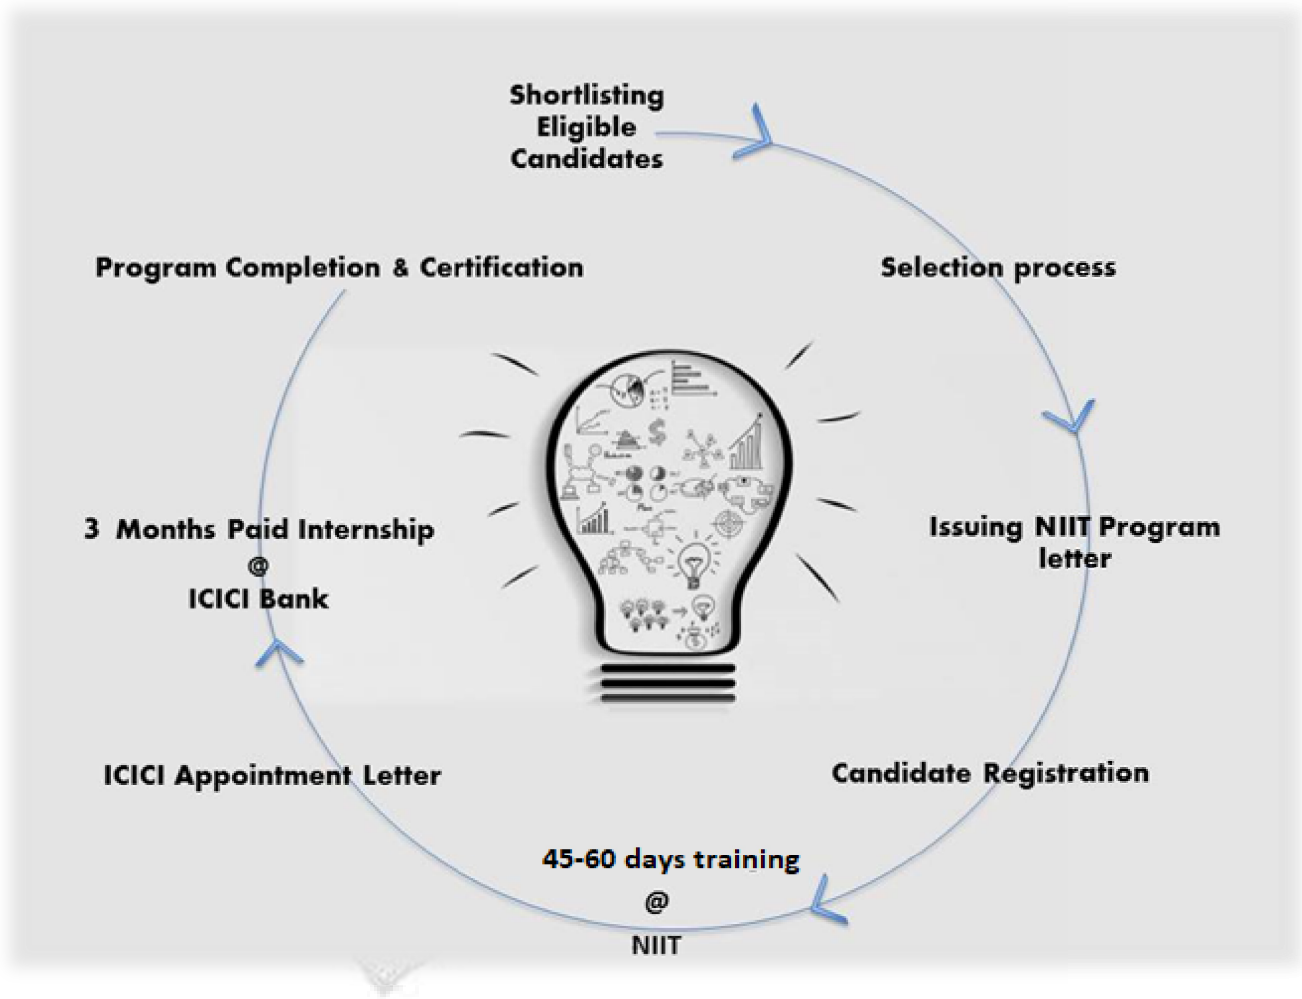 Shortlisting
Eligible
Candidates
Selection process
Issuing NIIT Program
letter
Candidate Registration
45-60 days training
@
NIIT
ICICI Appointment Letter
3 Months Paid Internship
@
ICICI Bank
Program Completion & Certification